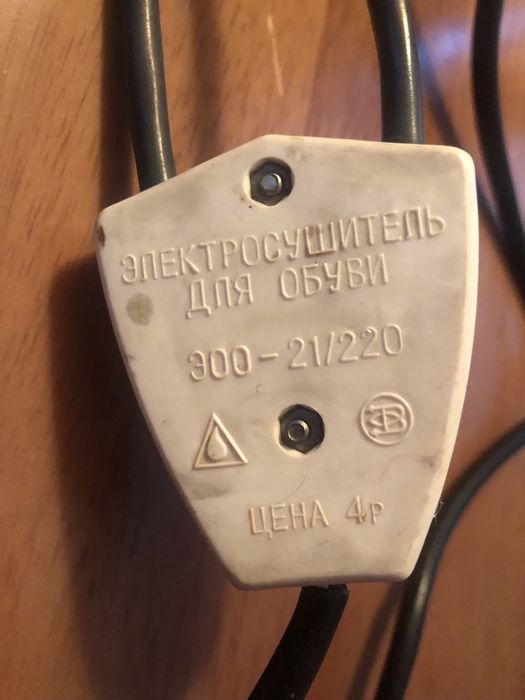 ЭЛЕКТРОСУШИТЕЛЬ
ДЛЯ ОБУВИ
ЭОО-21/220
ЦЕНА 4р